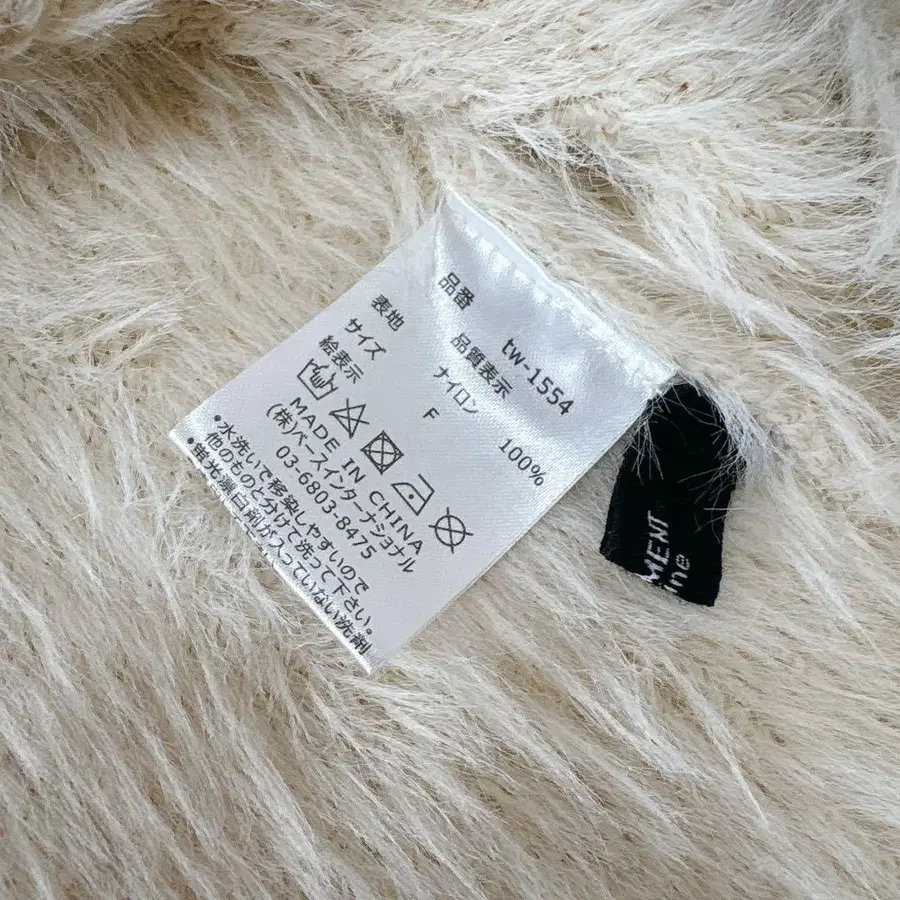 品番 tw-1554
品質表示
表地 ナイロン 100%
サイズ F
絵表示
MADE IN CHINA
(株)ベースインターナショナル
03-6803-8475
•水洗いで移染しやすいので
他のものと分けて洗って下さい。
•蛍光漂白剤が入っていない洗剤
MENT
ine